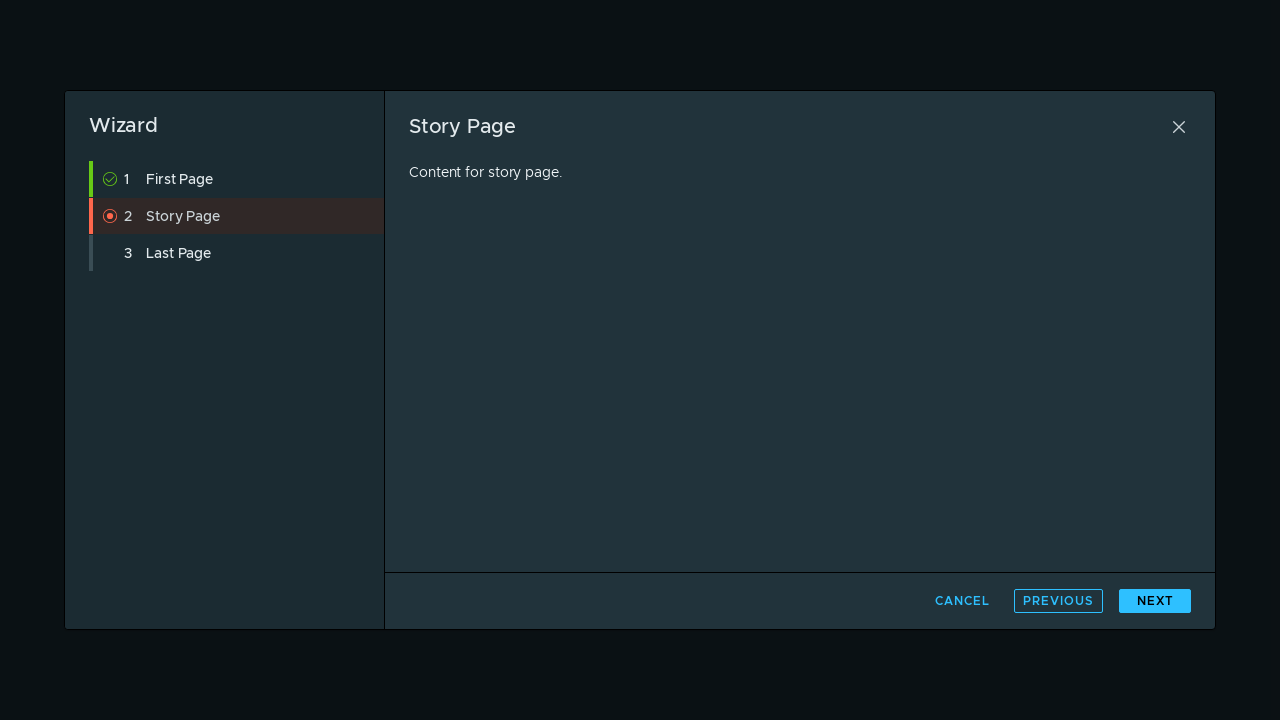 Wizard
1 First Page
2 Story Page
3 Last Page
Story Page
Content for story page.
CANCEL PREVIOUS NEXT